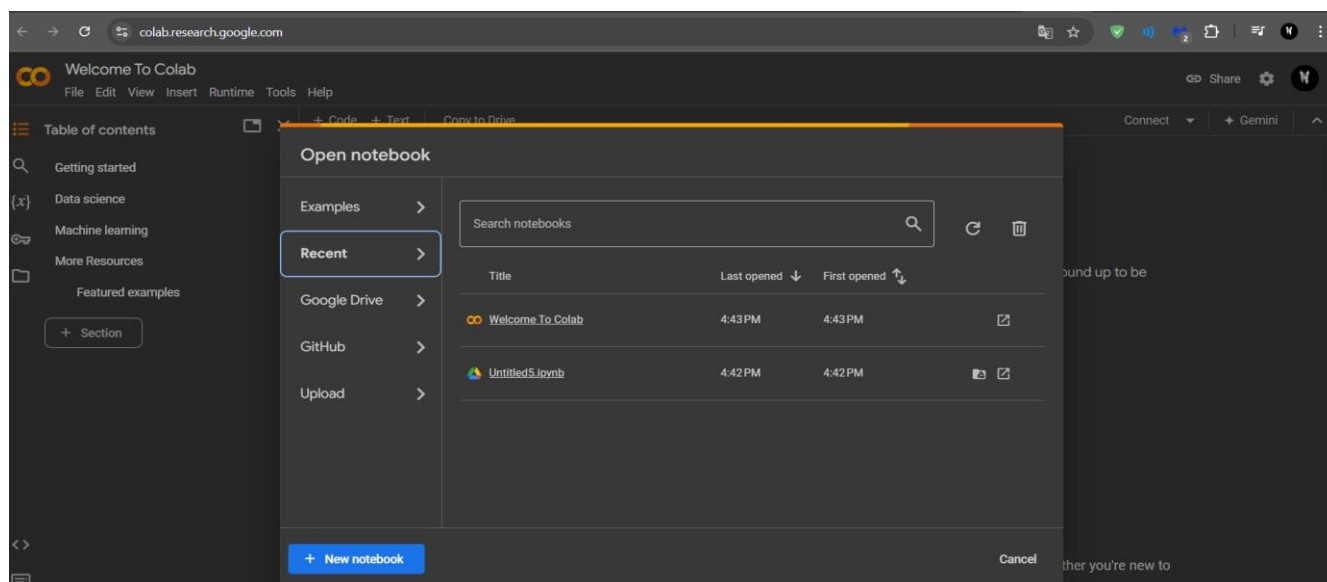 colab.research.google.com
2
W
Welcome To Colab
File Edit View Insert Runtime Tools Help
Share
W
Table of contents
+ Code + Text Copy to Drive
Connect
Gemini
Getting started
{x} Data science
Machine learning
More Resources
Featured examples
+ Section
Open notebook
Examples
Recent
Google Drive
GitHub
Upload
Search notebooks
Title Last opened First opened
Welcome To Colab 4:43 PM 4:43 PM
Untitled5.ipynb 4:42 PM 4:42 PM
ound up to be
+ New notebook
Cancel
ther you're new to